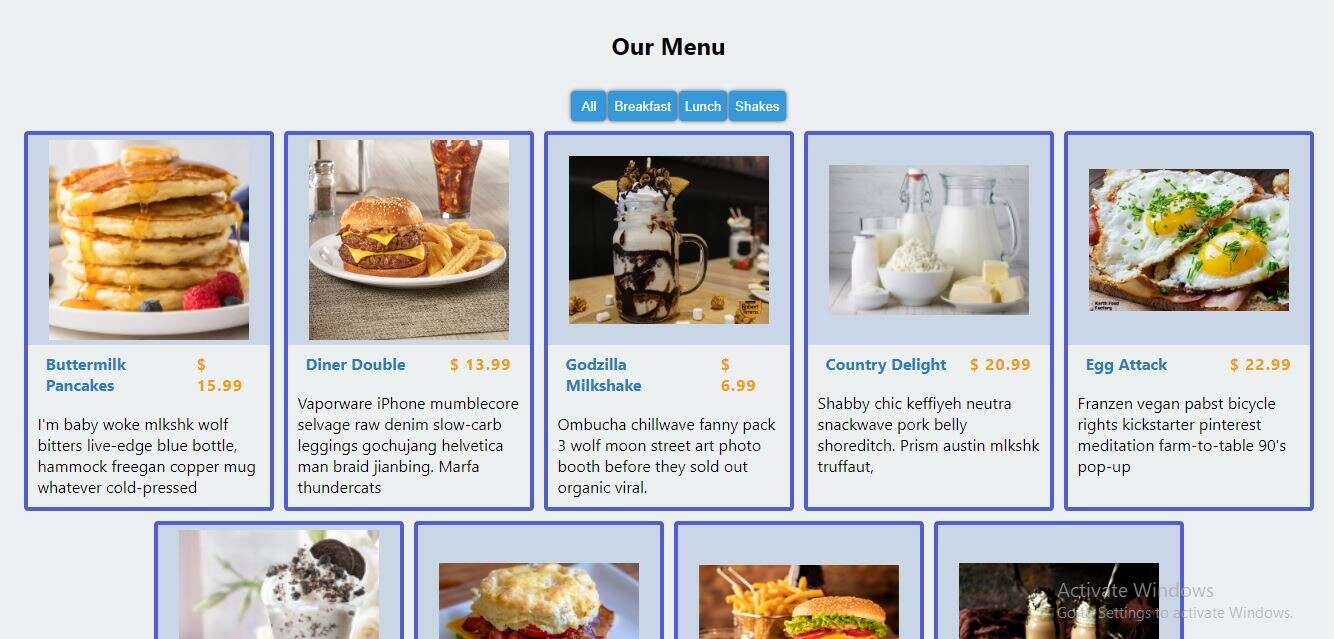 Our Menu
All Breakfast Lunch Shakes
Buttermilk Pancakes
$ 15.99
I'm baby woke mlkshk wolf
bitters live-edge blue bottle,
hammock freegan copper mug
whatever cold-pressed
Diner Double
$ 13.99
Vaporware iPhone mumblecore
selvage raw denim slow-carb
leggings gochujang helvetica
man braid jianbing. Marfa
thundercats
Godzilla
Milkshake
$ 6.99
Ombucha chillwave fanny pack
3 wolf moon street art photo
booth before they sold out
organic viral.
Country Delight
$ 20.99
Shabby chic keffiyeh neutra
snackwave pork belly
shoreditch. Prism austin mlkshk
truffaut,
Egg Attack
$ 22.99
Franzen vegan pabst bicycle
rights kickstarter pinterest
meditation farm-to-table 90's
pop-up
Earth Food
Factory
Activate Windows
Go to Settings to activate Windows.